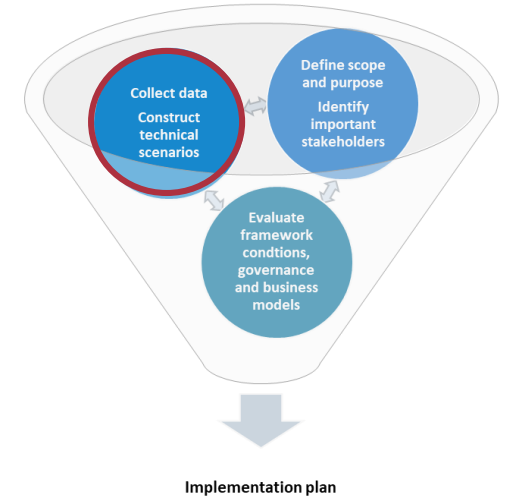 Collect data
Construct
technical
scenarios
Define scope
and purpose
Identify
important
stakeholders
Evaluate
framework
condtions,
governance
and business
models
Implementation plan